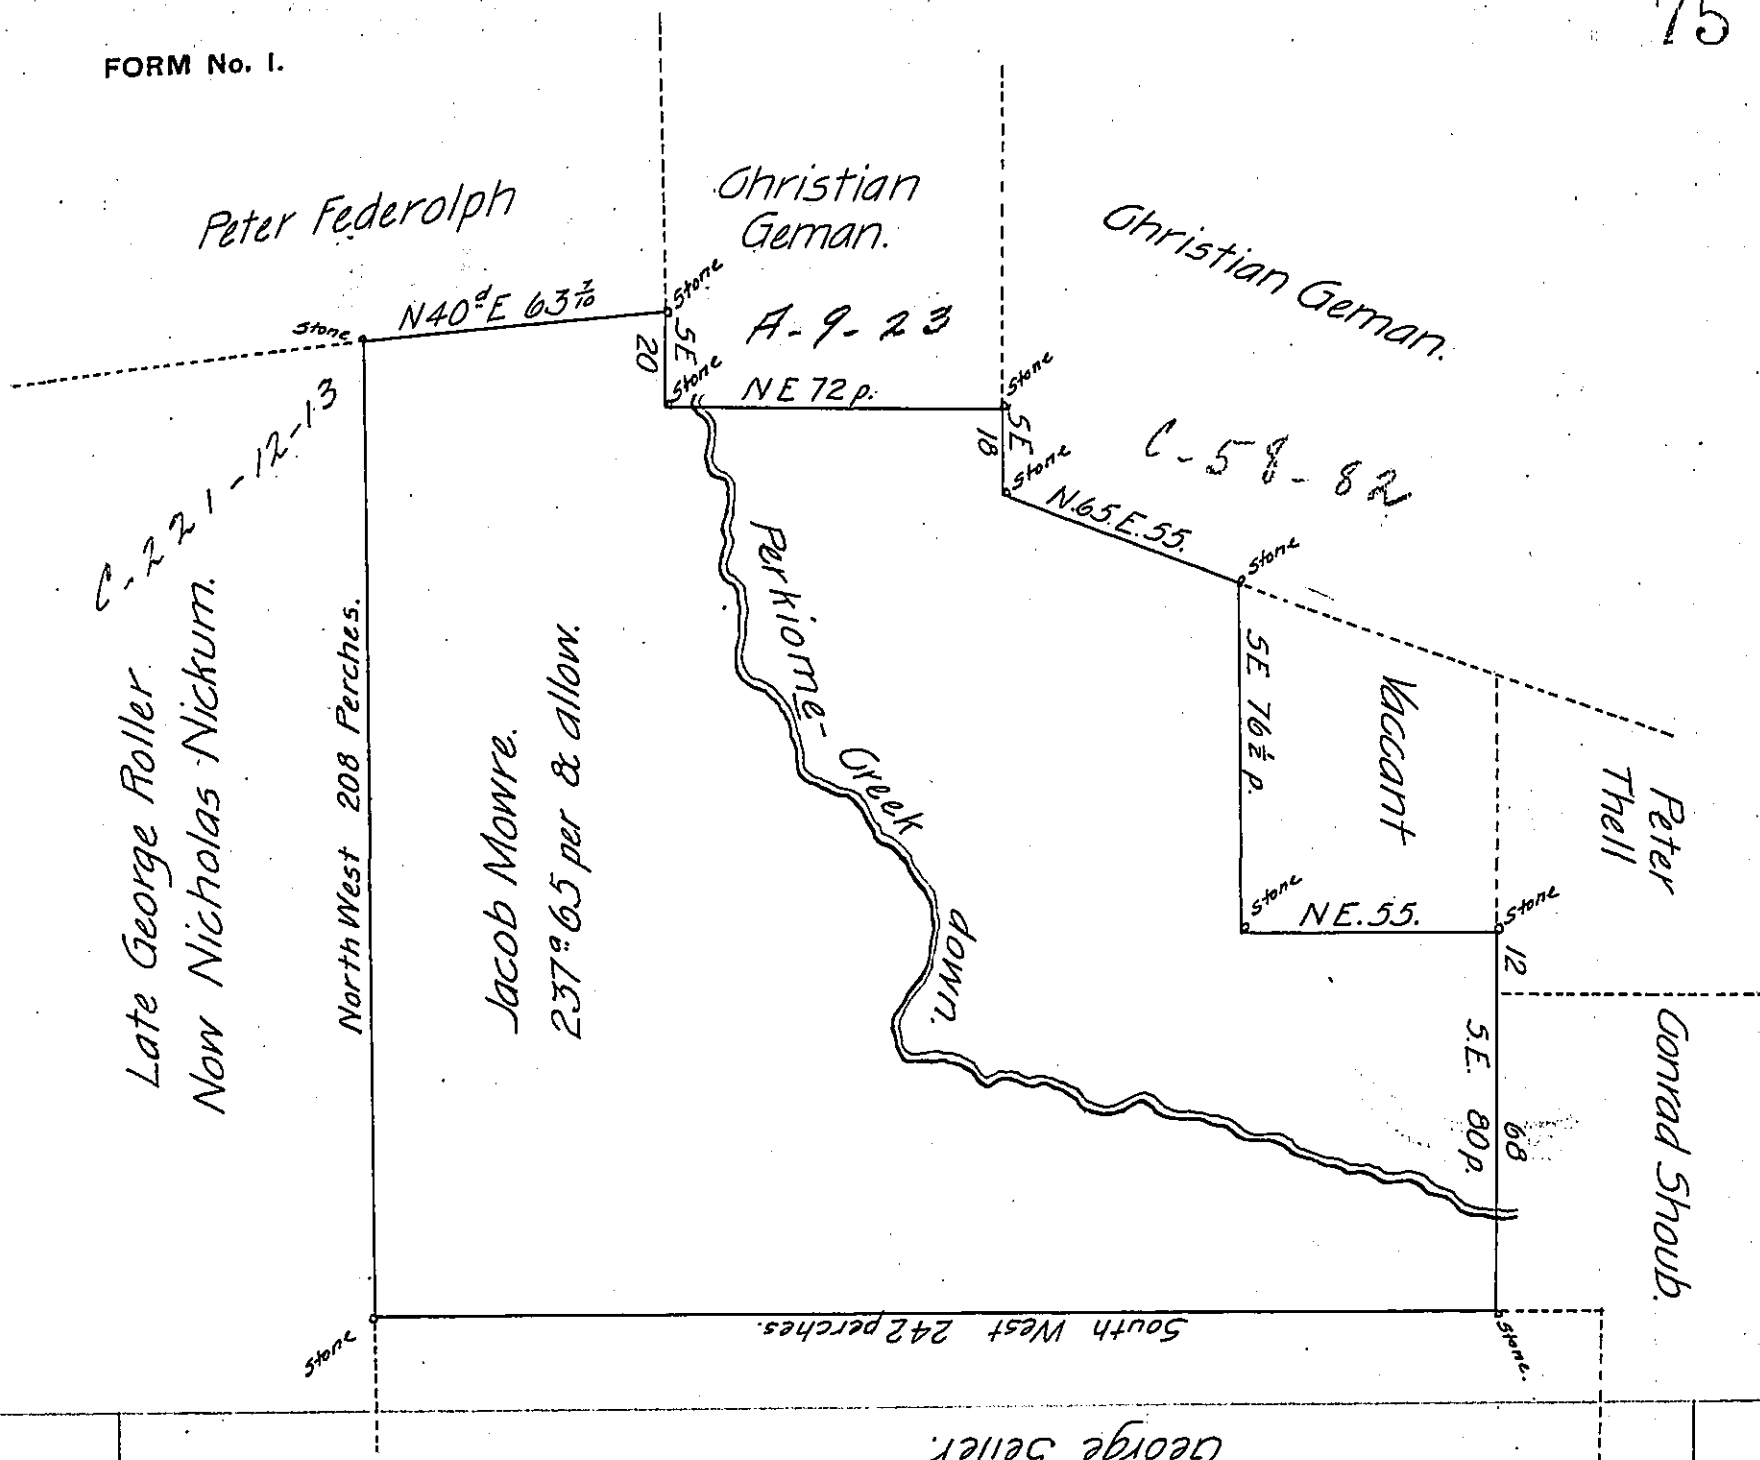 75
FORM No. 1.
Peter Federolph
Christian
Geman.
Christian Geman.
Stone
N40ᵈE 63 7/10
Stone
SE
20
A-9-23
Stone
NE 72 p.
Stone
SE
18
Stone
C-58-82
N.65.E.55.
Stone
C-221-12-13
Late George Roller
Now Nicholas Nickum.
North West 208 Perches.
Jacob Mowre.
237ᵃ 65 per & allow.
Perkiome-
Creek
down.
SE 76½ p.
Vaccant
Peter
Thell
Stone
NE.55.
Stone
12
S.E. 80p.
68
Conrad Shoub.
South West 242 perches.
Stone
Stone.
George